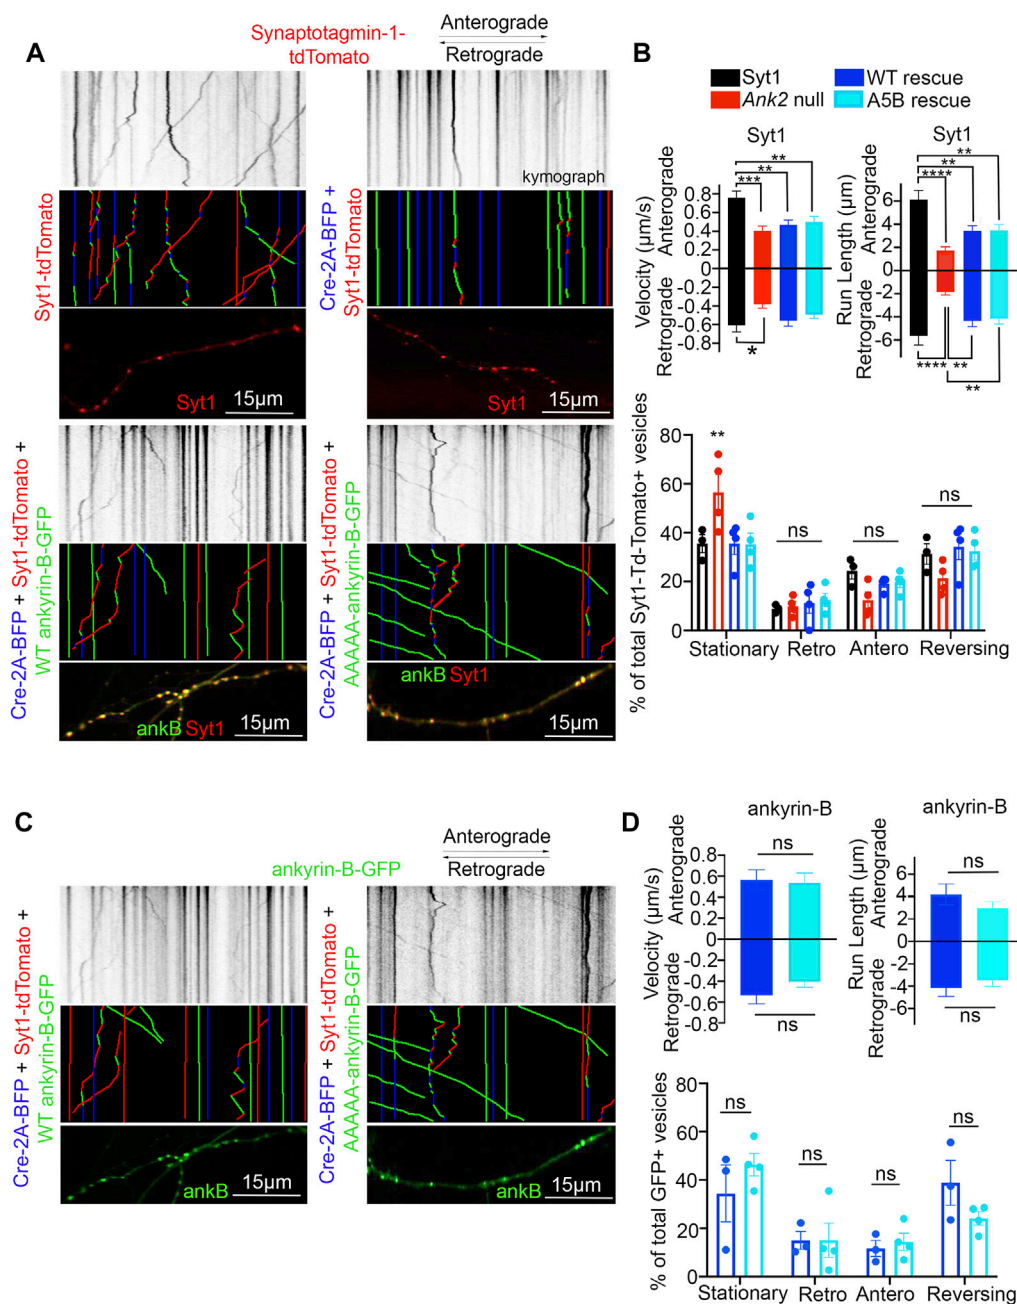 A
Synaptotagmin-1-
tdTomato
Anterograde
Retrograde
Syt1-tdTomato
Cre-2A-BFP +
Syt1-tdTomato
kymograph
Syt1
15µm
Syt1
15µm
Cre-2A-BFP + Syt1-tdTomato +
WT ankyrin-B-GFP
Cre-2A-BFP + Syt1-tdTomato +
AAAAA-ankyrin-B-GFP
ankB Syt1
15µm
ankB Syt1
15µm
B
Syt1
WT rescue
Ank2 null
A5B rescue
Syt1
Velocity (µm/s)
Retrograde Anterograde
0.8
0.6
0.4
0.2
0
-0.2
-0.4
-0.6
-0.8
**
**
***
*
Syt1
Run Length (µm)
Retrograde Anterograde
6
4
2
0
-2
-4
-6
**
**
****
****
**
**
% of total Syt1-Td-Tomato+ vesicles
80
60
40
20
0
**
ns
ns
ns
Stationary Retro Antero Reversing
C
ankyrin-B-GFP
Anterograde
Retrograde
Cre-2A-BFP + Syt1-tdTomato +
WT ankyrin-B-GFP
Cre-2A-BFP + Syt1-tdTomato +
AAAAA-ankyrin-B-GFP
ankB
15µm
ankB
15µm
D
ankyrin-B
Velocity (µm/s)
Retrograde Anterograde
0.8
0.6
0.4
0.2
0
-0.2
-0.4
-0.6
-0.8
ns
ns
ankyrin-B
Run Length (µm)
Retrograde Anterograde
6
4
2
0
-2
-4
-6
ns
ns
% of total GFP+ vesicles
80
60
40
20
0
ns
ns
ns
ns
Stationary Retro Antero Reversing